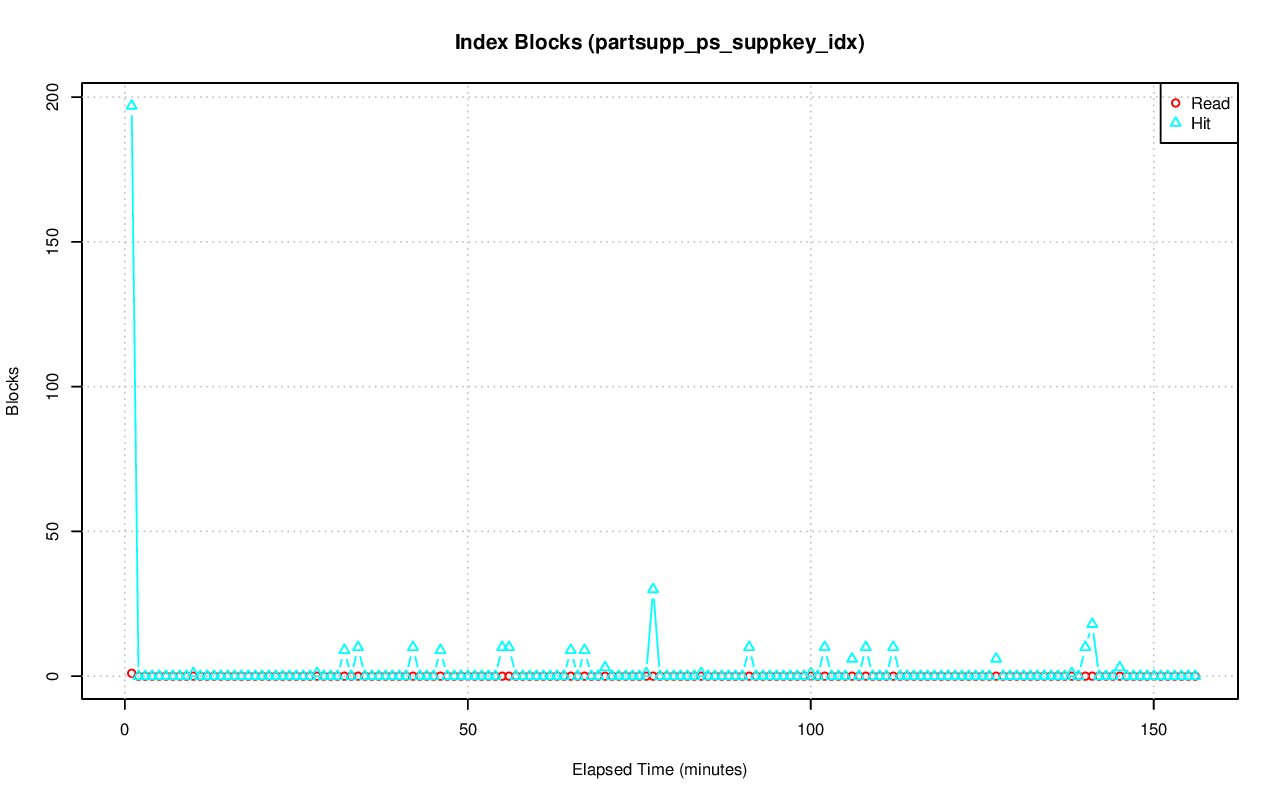 Index Blocks (partsupp_ps_suppkey_idx)
Read
Hit
200
150
100
50
0
Blocks
0 50 100 150
Elapsed Time (minutes)